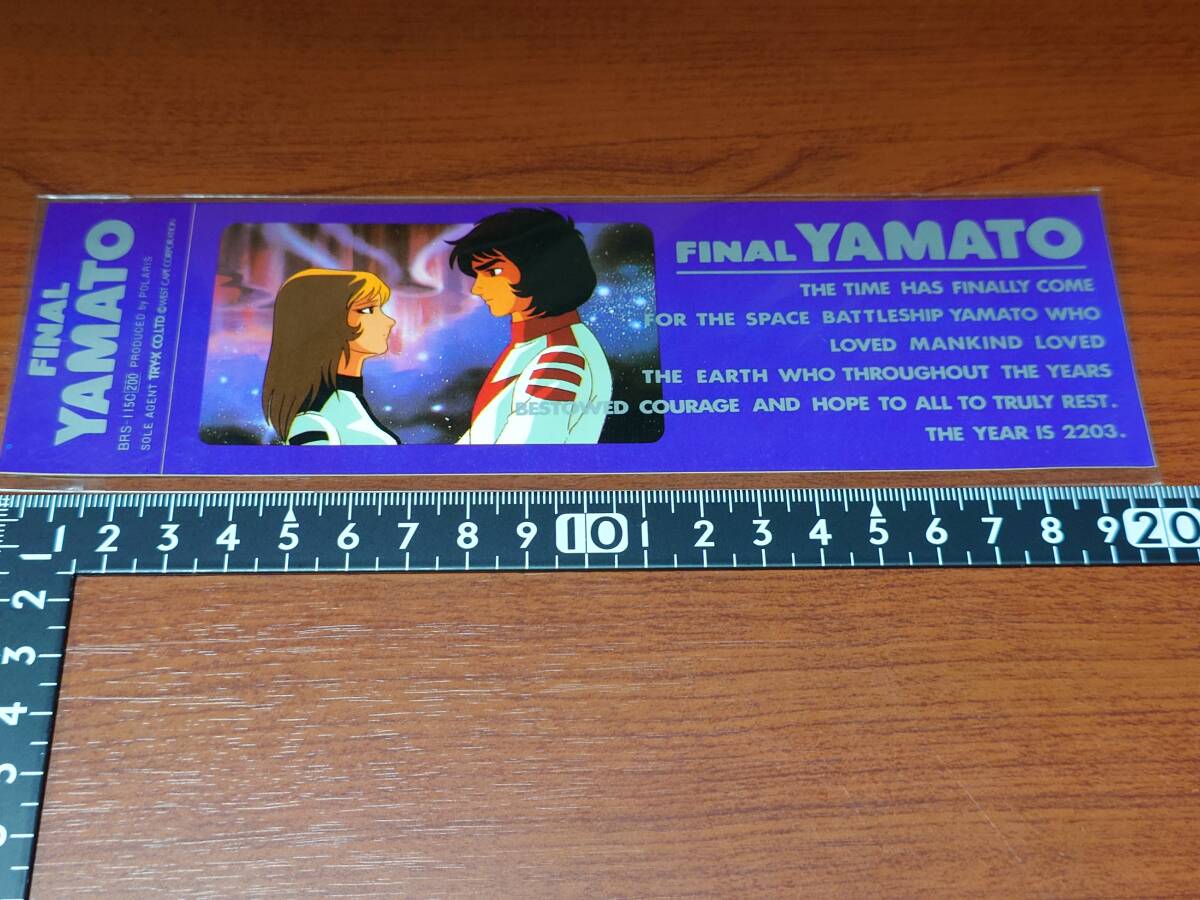 FINAL
YAMATO
BRS-115C 200 PRODUCED by POLARIS
SOLE AGENT TRY-X CO.,LTD ©WEST CAPE CORPORATION
FINAL YAMATO
THE TIME HAS FINALLY COME
FOR THE SPACE BATTLESHIP YAMATO WHO
LOVED MANKIND LOVED
THE EARTH WHO THROUGHOUT THE YEARS
BESTOWED COURAGE AND HOPE TO ALL TO TRULY REST.
THE YEAR IS 2203.
1 2 3 4 5 6 7 8 9 10 1 2 3 4 5 6 7 8 9 20
1
2
3
4
5